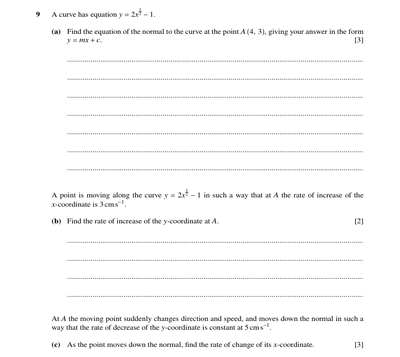 9 A curve has equation y = 2x^{1/2} − 1.
(a) Find the equation of the normal to the curve at the point A (4, 3), giving your answer in the form
y = mx + c. [3]
A point is moving along the curve y = 2x^{1/2} − 1 in such a way that at A the rate of increase of the
x-coordinate is 3 cm s⁻¹.
(b) Find the rate of increase of the y-coordinate at A. [2]
At A the moving point suddenly changes direction and speed, and moves down the normal in such a
way that the rate of decrease of the y-coordinate is constant at 5 cm s⁻¹.
(c) As the point moves down the normal, find the rate of change of its x-coordinate. [3]